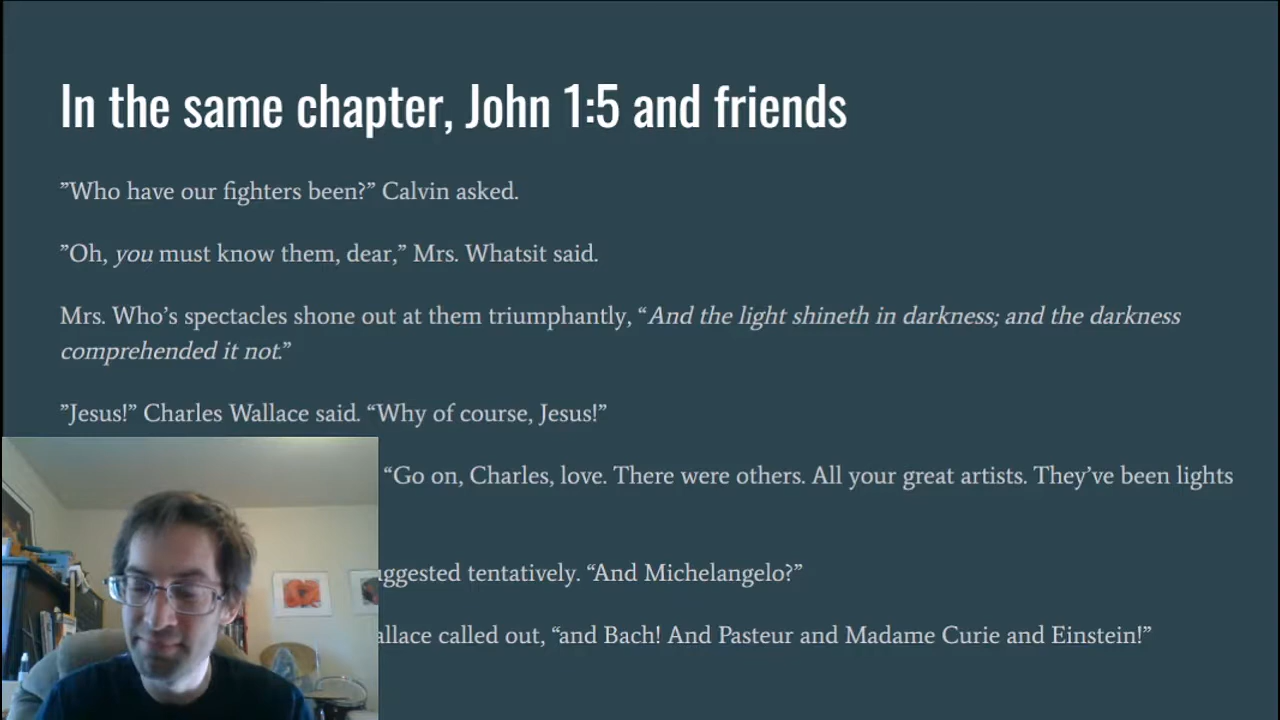 In the same chapter, John 1:5 and friends
”Who have our fighters been?” Calvin asked.
”Oh, you must know them, dear,” Mrs. Whatsit said.
Mrs. Who’s spectacles shone out at them triumphantly, “And the light shineth in darkness; and the darkness
comprehended it not.”
”Jesus!” Charles Wallace said. “Why of course, Jesus!”
“Go on, Charles, love. There were others. All your great artists. They’ve been lights
tentatively. “And Michelangelo?”
called out, “and Bach! And Pasteur and Madame Curie and Einstein!”